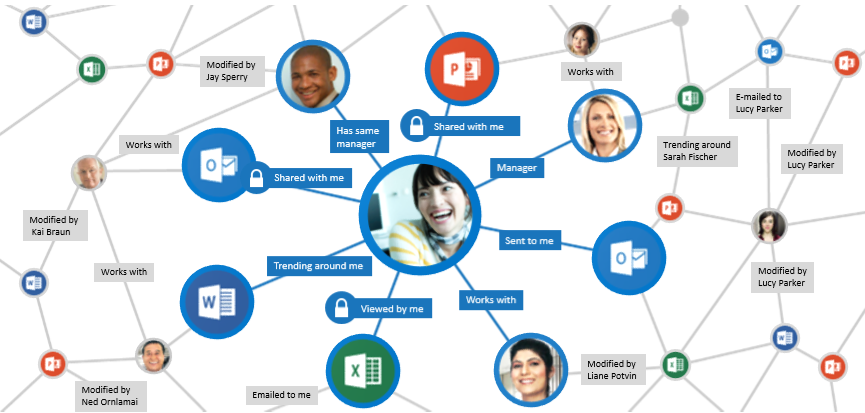 Modified by
Jay Sperry
Works with
Has same
manager
Shared with me
E-mailed to
Lucy Parker
Works with
Trending around
Sarah Fischer
Modified by
Lucy Parker
Manager
Shared with me
Modified by
Kai Braun
Sent to me
Works with
Trending around me
Modified by
Lucy Parker
Works with
Viewed by me
Modified by
Liane Potvin
Modified by
Ned Ornlamai
Emailed to me
W
X
P
P
O
P
X
O
P
O
W
W
W
P
X
X
P